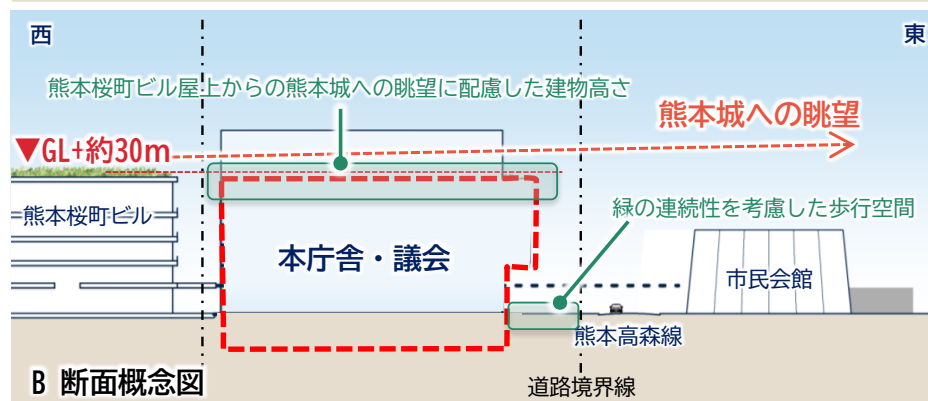 西
東
熊本桜町ビル屋上からの熊本城への眺望に配慮した建物高さ
熊本城への眺望
▼GL+約30m
緑の連続性を考慮した歩行空間
熊本桜町ビル
本庁舎・議会
市民会館
熊本高森線
B 断面概念図
道路境界線